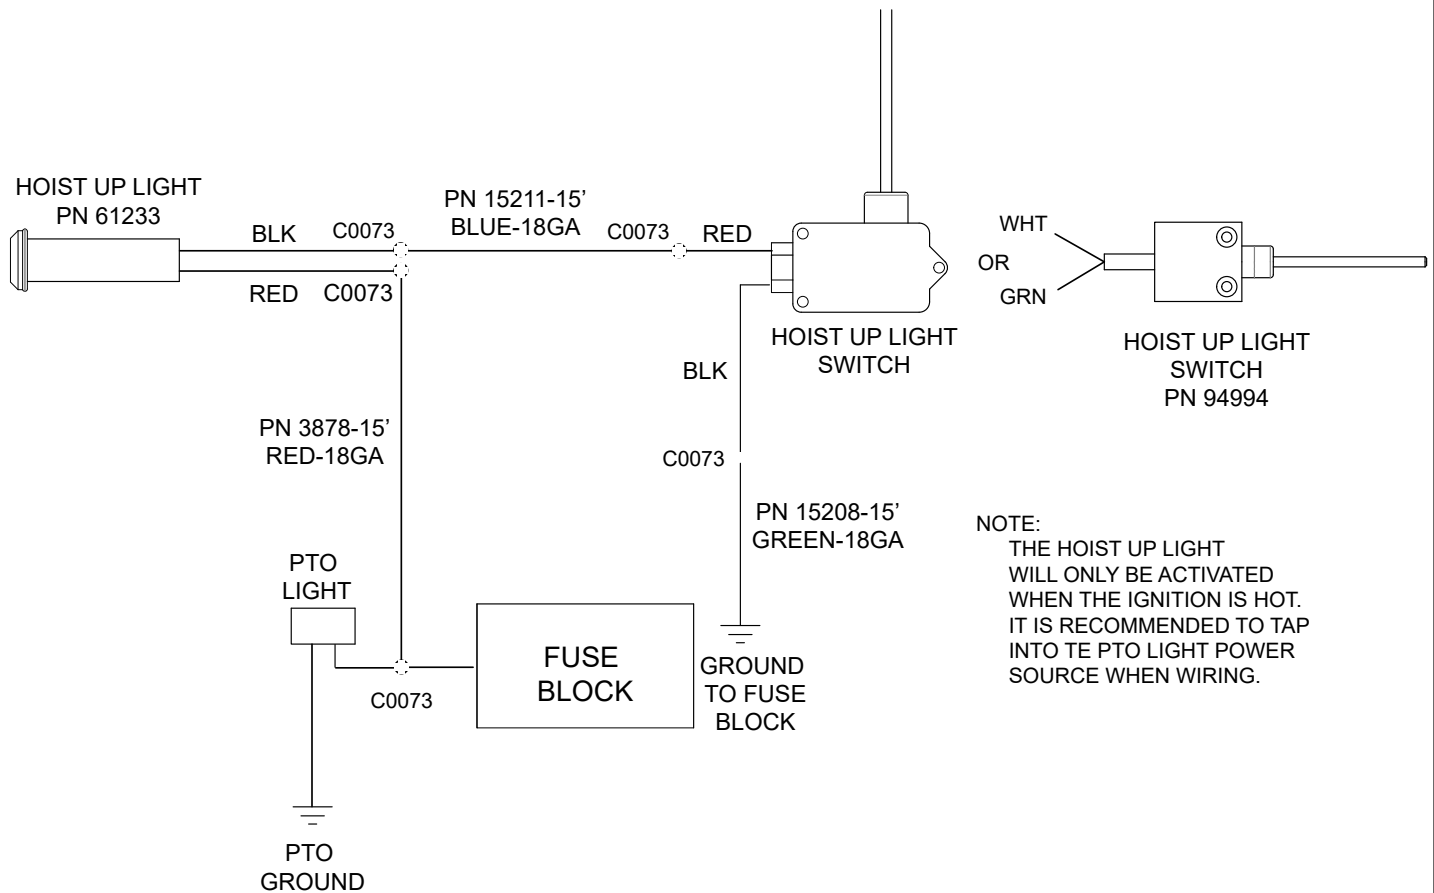 HOIST UP LIGHT
PN 61233
BLK
C0073
PN 15211-15’
BLUE-18GA
C0073
RED
RED
C0073
HOIST UP LIGHT
SWITCH
WHT
OR
GRN
HOIST UP LIGHT
SWITCH
PN 94994
BLK
PN 3878-15’
RED-18GA
C0073
PN 15208-15’
GREEN-18GA
NOTE:
THE HOIST UP LIGHT
WILL ONLY BE ACTIVATED
WHEN THE IGNITION IS HOT.
IT IS RECOMMENDED TO TAP
INTO TE PTO LIGHT POWER
SOURCE WHEN WIRING.
PTO
LIGHT
C0073
FUSE
BLOCK
GROUND
TO FUSE
BLOCK
PTO
GROUND